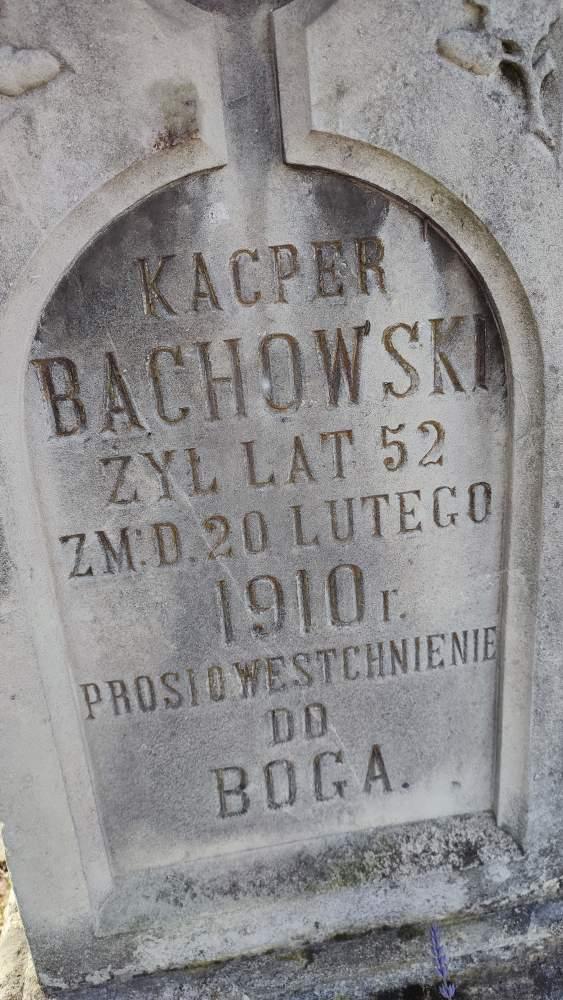 KACPER
BACHOWSKI
ŻYŁ LAT 52
ZM: D. 20 LUTEGO
1910 r.
PROSI O WESTCHNIENIE
DO
BOGA.